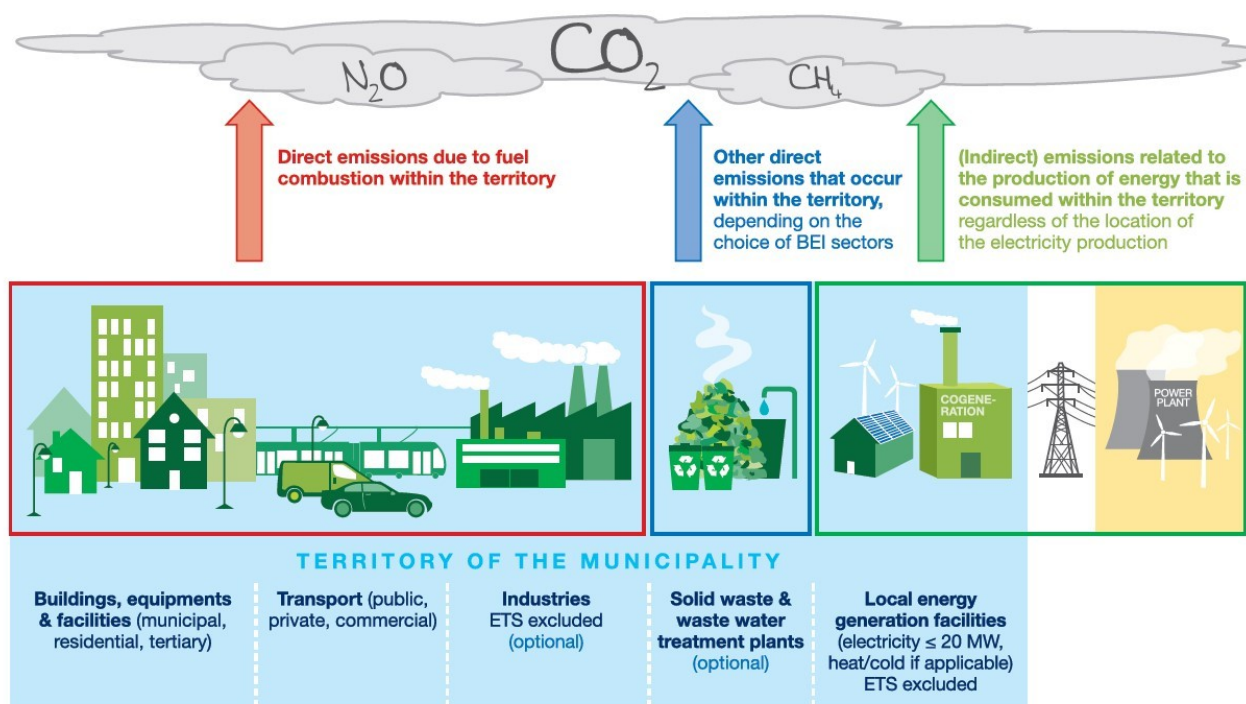 CO₂
N₂O
CH₄
Direct emissions due to fuel
combustion within the territory
Other direct
emissions that occur
within the territory,
depending on the
choice of BEI sectors
(Indirect) emissions related to
the production of energy that is
consumed within the territory
regardless of the location of
the electricity production
COGENE-
RATION
POWER
PLANT
TERRITORY OF THE MUNICIPALITY
Buildings, equipments
& facilities (municipal,
residential, tertiary)
Transport (public,
private, commercial)
Industries
ETS excluded
(optional)
Solid waste &
waste water
treatment plants
(optional)
Local energy
generation facilities
(electricity ≤ 20 MW,
heat/cold if applicable)
ETS excluded